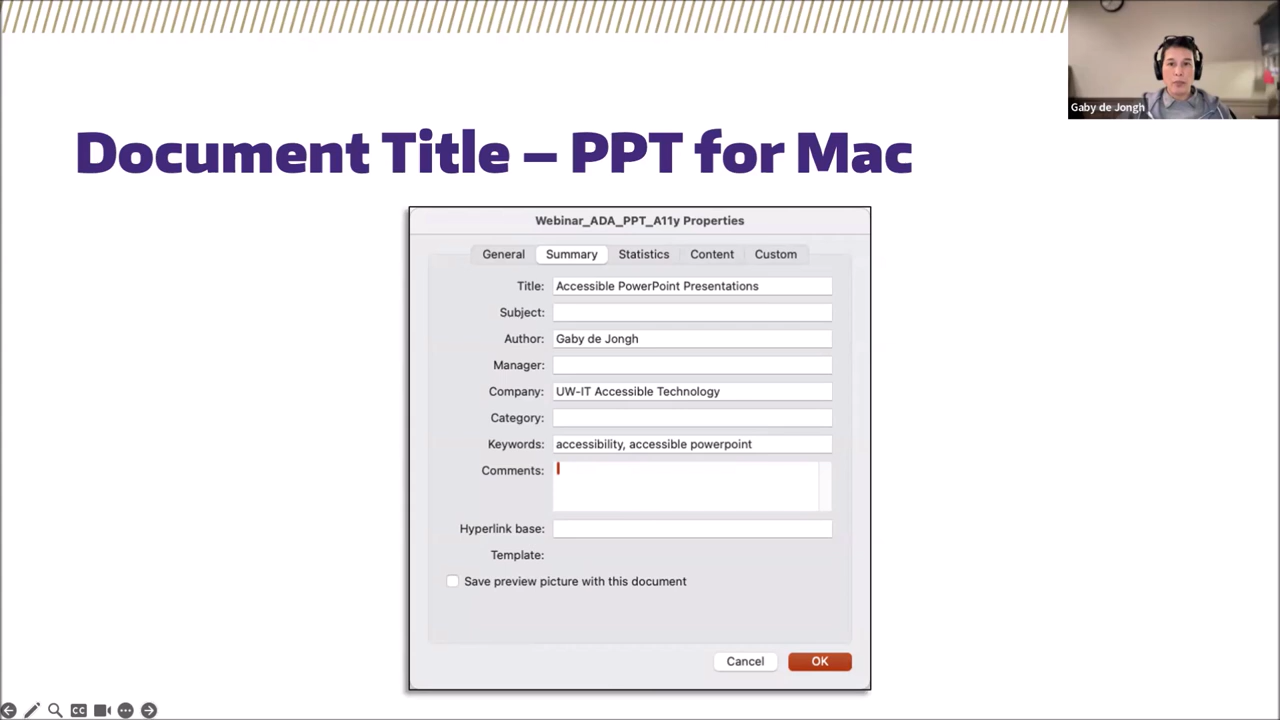 Gaby de Jongh
Document Title – PPT for Mac
Webinar_ADA_PPT_A11y Properties
General Summary Statistics Content Custom
Title: Accessible PowerPoint Presentations
Subject:
Author: Gaby de Jongh
Manager:
Company: UW-IT Accessible Technology
Category:
Keywords: accessibility, accessible powerpoint
Comments:
Hyperlink base:
Template:
Save preview picture with this document
Cancel OK
CC